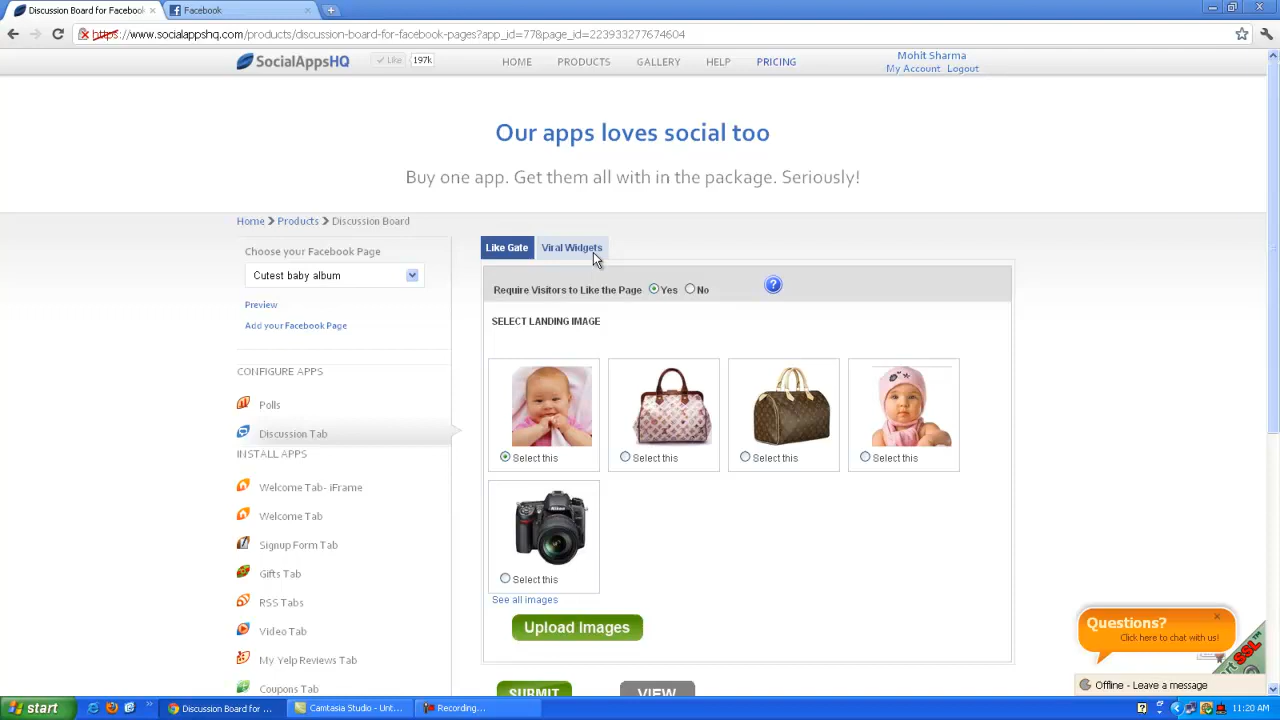 Discussion Board for Facebook
Facebook
https://www.socialappshq.com/products/discussion-board-for-facebook-pages?app_id=77&page_id=223933277674604
SocialAppsHQ
Like
197k
HOME
PRODUCTS
GALLERY
HELP
PRICING
Mohit Sharma
My Account Logout
Our apps loves social too
Buy one app. Get them all with in the package. Seriously!
Home > Products > Discussion Board
Choose your Facebook Page
Cutest baby album
Preview
Add your Facebook Page
CONFIGURE APPS
Polls
Discussion Tab
INSTALL APPS
Welcome Tab- iFrame
Welcome Tab
Signup Form Tab
Gifts Tab
RSS Tabs
Video Tab
My Yelp Reviews Tab
Coupons Tab
Like Gate
Viral Widgets
Require Visitors to Like the Page Yes No
?
SELECT LANDING IMAGE
Select this
Select this
Select this
Select this
Nikon
Select this
See all images
Upload Images
SUBMIT
VIEW
Questions?
Click here to chat with us!
SSL™
Offline - Leave a message
start
Discussion Board for ...
Camtasia Studio - Unt...
Recording...
11:20 AM